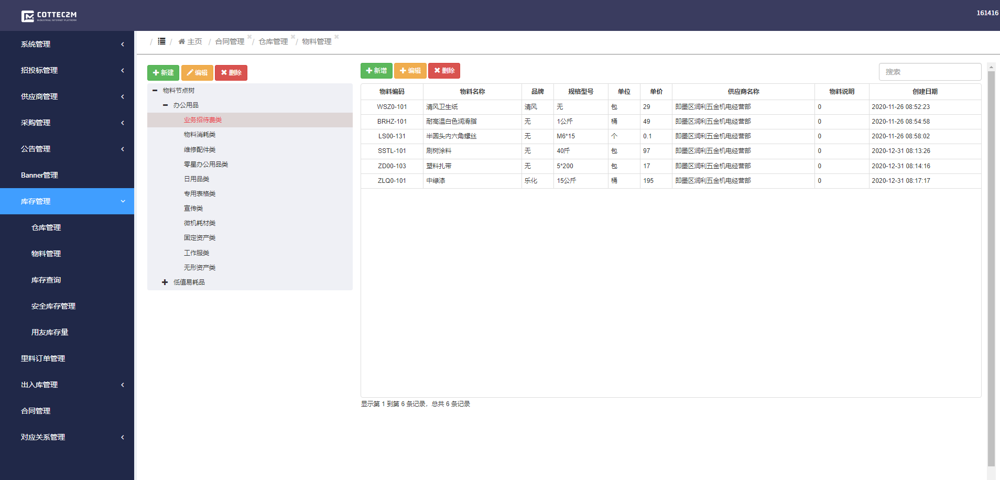 COTTEC2M
INDUSTRIAL INTERNET PLATFORM
161416
系统管理
招投标管理
供应商管理
采购管理
公告管理
Banner管理
库存管理
仓库管理
物料管理
库存查询
安全库存管理
用友库存量
里料订单管理
出入库管理
合同管理
对应关系管理
/ / 主页 / 合同管理 / 仓库管理 / 物料管理
新建 编辑 删除
物料节点树
办公用品
业务招待费类
物料消耗类
维修配件类
零星办公用品类
日用品类
专用表格类
宣传类
微机耗材类
固定资产类
工作服类
无形资产类
低值易耗品
新增 编辑 删除 搜索
物料编码 物料名称 品牌 规格型号 单位 单价 供应商名称 物料说明 创建日期
WSZ0-101 清风卫生纸 清风 无 包 29 即墨区润利五金机电经营部 0 2020-11-26 08:52:23
BRHZ-101 耐高温白色润滑脂 无 1公斤 桶 49 即墨区润利五金机电经营部 0 2020-11-26 08:54:58
LS00-131 半圆头内六角螺丝 无 M6*15 个 0.1 即墨区润利五金机电经营部 0 2020-11-26 08:58:02
SSTL-101 刷树涂料 无 40斤 包 97 即墨区润利五金机电经营部 0 2020-12-31 08:13:26
ZD00-103 塑料扎带 无 5*200 包 17 即墨区润利五金机电经营部 0 2020-12-31 08:14:16
ZLQ0-101 中绿漆 乐化 15公斤 桶 195 即墨区润利五金机电经营部 0 2020-12-31 08:17:17
显示第 1 到第 6 条记录，总共 6 条记录